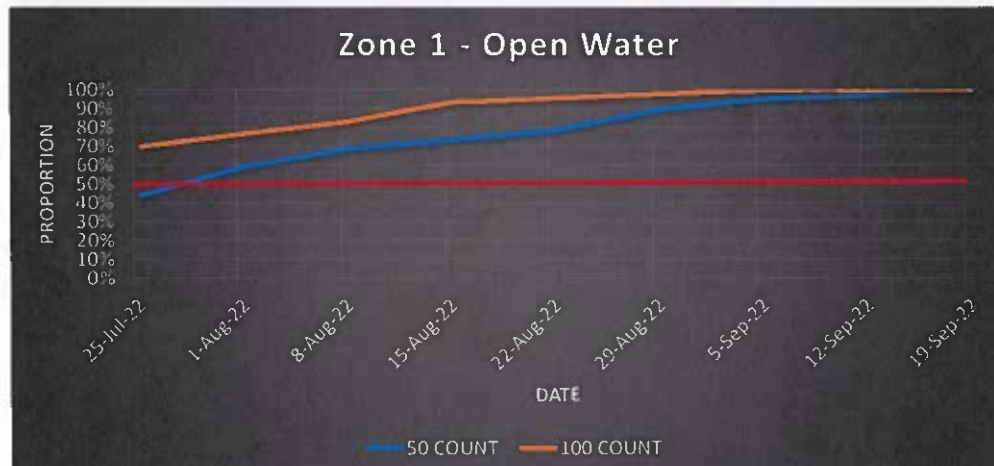 Zone 1 - Open Water
PROPORTION
100%
90%
80%
70%
60%
50%
40%
30%
20%
10%
0%
25-Jul-22
1-Aug-22
8-Aug-22
15-Aug-22
22-Aug-22
29-Aug-22
5-Sep-22
12-Sep-22
19-Sep-22
DATE
50 COUNT
100 COUNT